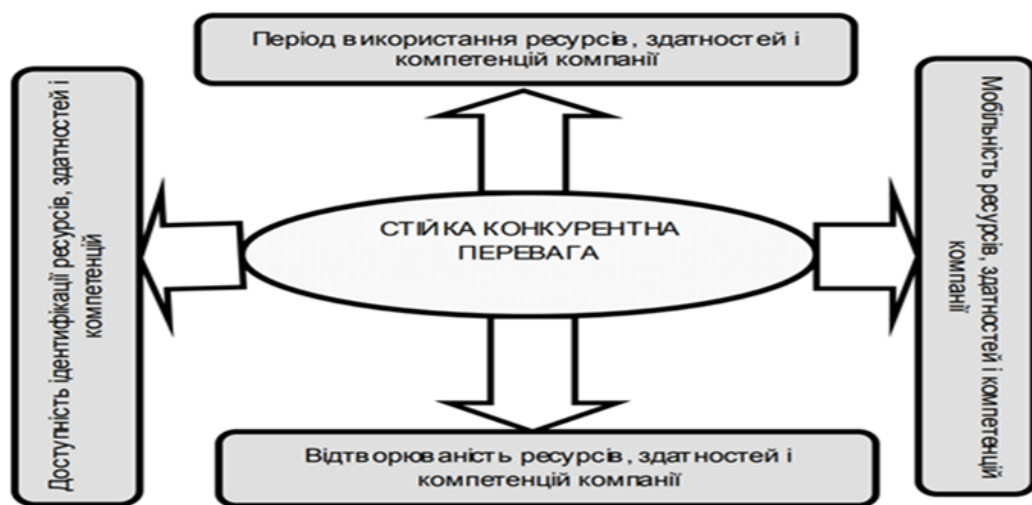 Період використання ресурсів, здатностей і
компетенцій компанії
Доступність ідентифікації ресурсів, здатностей і
компетенцій
СТІЙКА КОНКУРЕНТНА
ПЕРЕВАГА
Мобільність ресурсів, здатностей і компетенцій
компанії
Відтворюваність ресурсів, здатностей і
компетенцій компанії